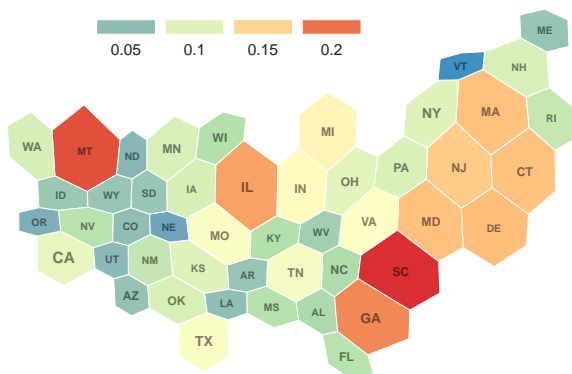 0.05 0.1 0.15 0.2
ME
VT NH
NY MA RI
WA MT ND MN WI MI
PA NJ CT
ID WY SD IA IL IN OH
OR NV CO NE MO KY WV VA MD DE
CA UT NM KS AR TN NC SC
AZ OK LA MS AL GA
TX FL